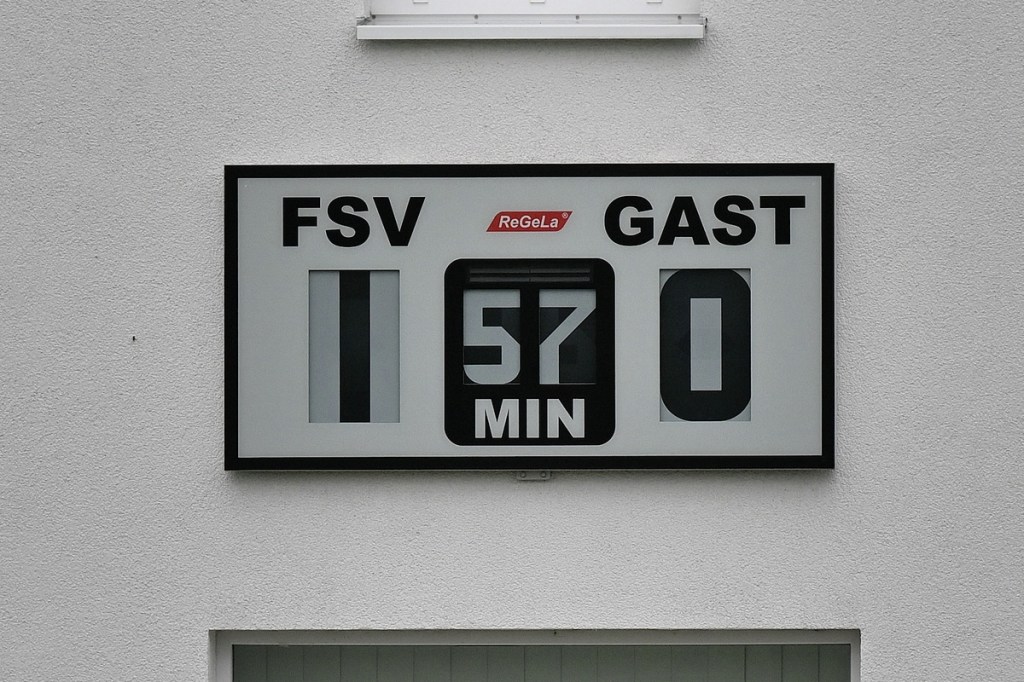 FSV ReGeLa® GAST
1 57 0
MIN